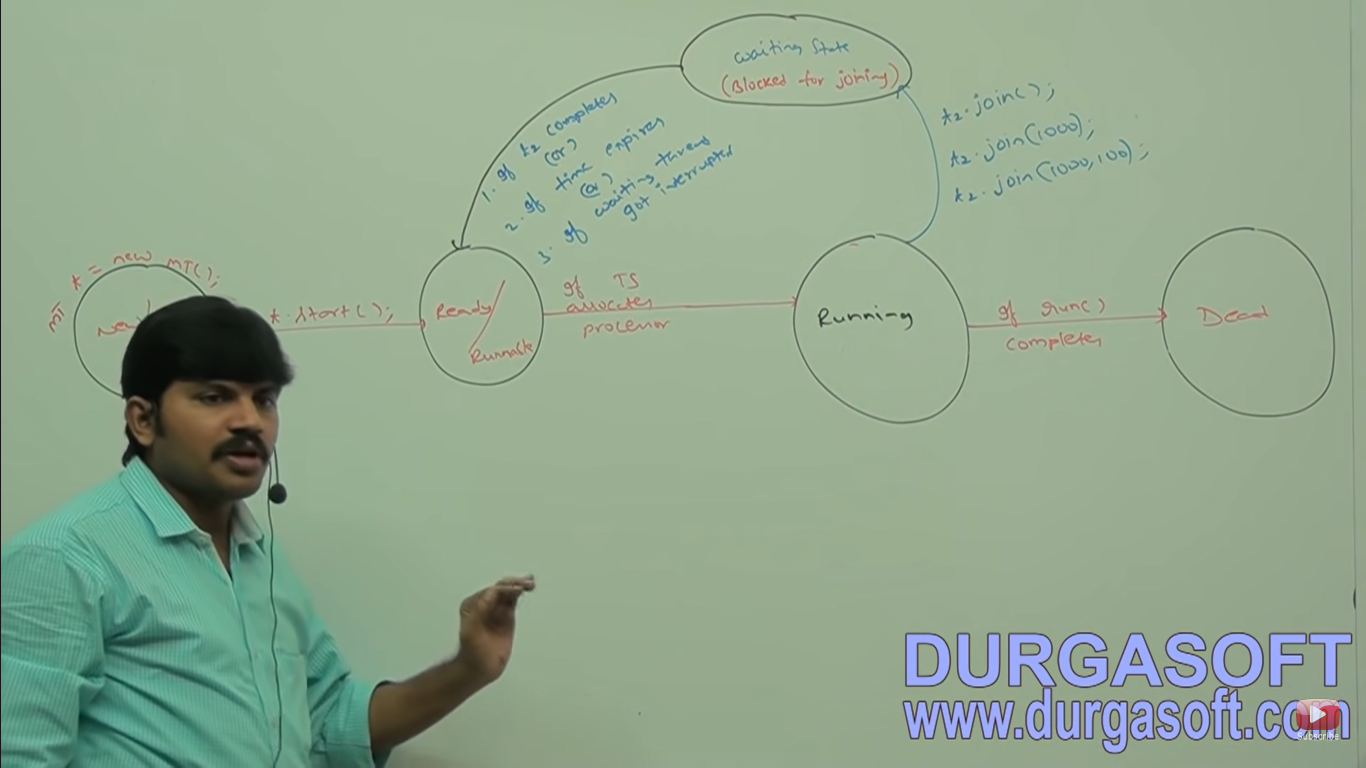 Waiting State
(Blocked for joining)
t2.join();
t2.join(1000);
t2.join(1000,100);
1. If t2 completes
(or)
2. If time expires
(or)
3. If waiting thread
got interrupted
MT t = new MT();
t.start();
Ready/
Runnable
If TS
allocates
processor
Running
If run()
completes
Dead
DURGASOFT
www.durgasoft.com
Subscribe